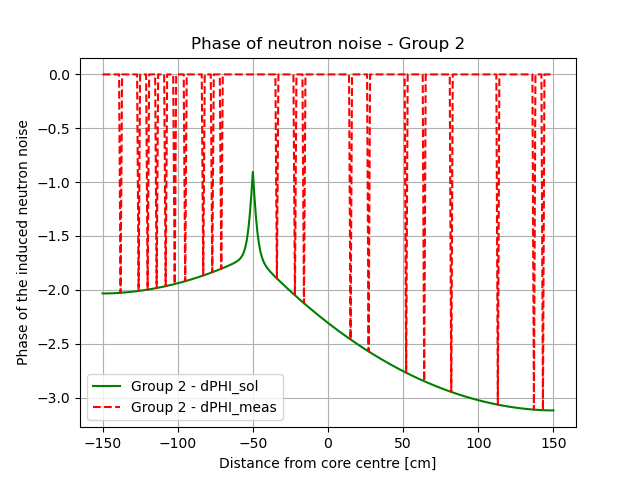 Phase of neutron noise - Group 2
Phase of the induced neutron noise
0.0
−0.5
−1.0
−1.5
−2.0
−2.5
−3.0
Group 2 - dPHI_sol
Group 2 - dPHI_meas
−150
−100
−50
0
50
100
150
Distance from core centre [cm]